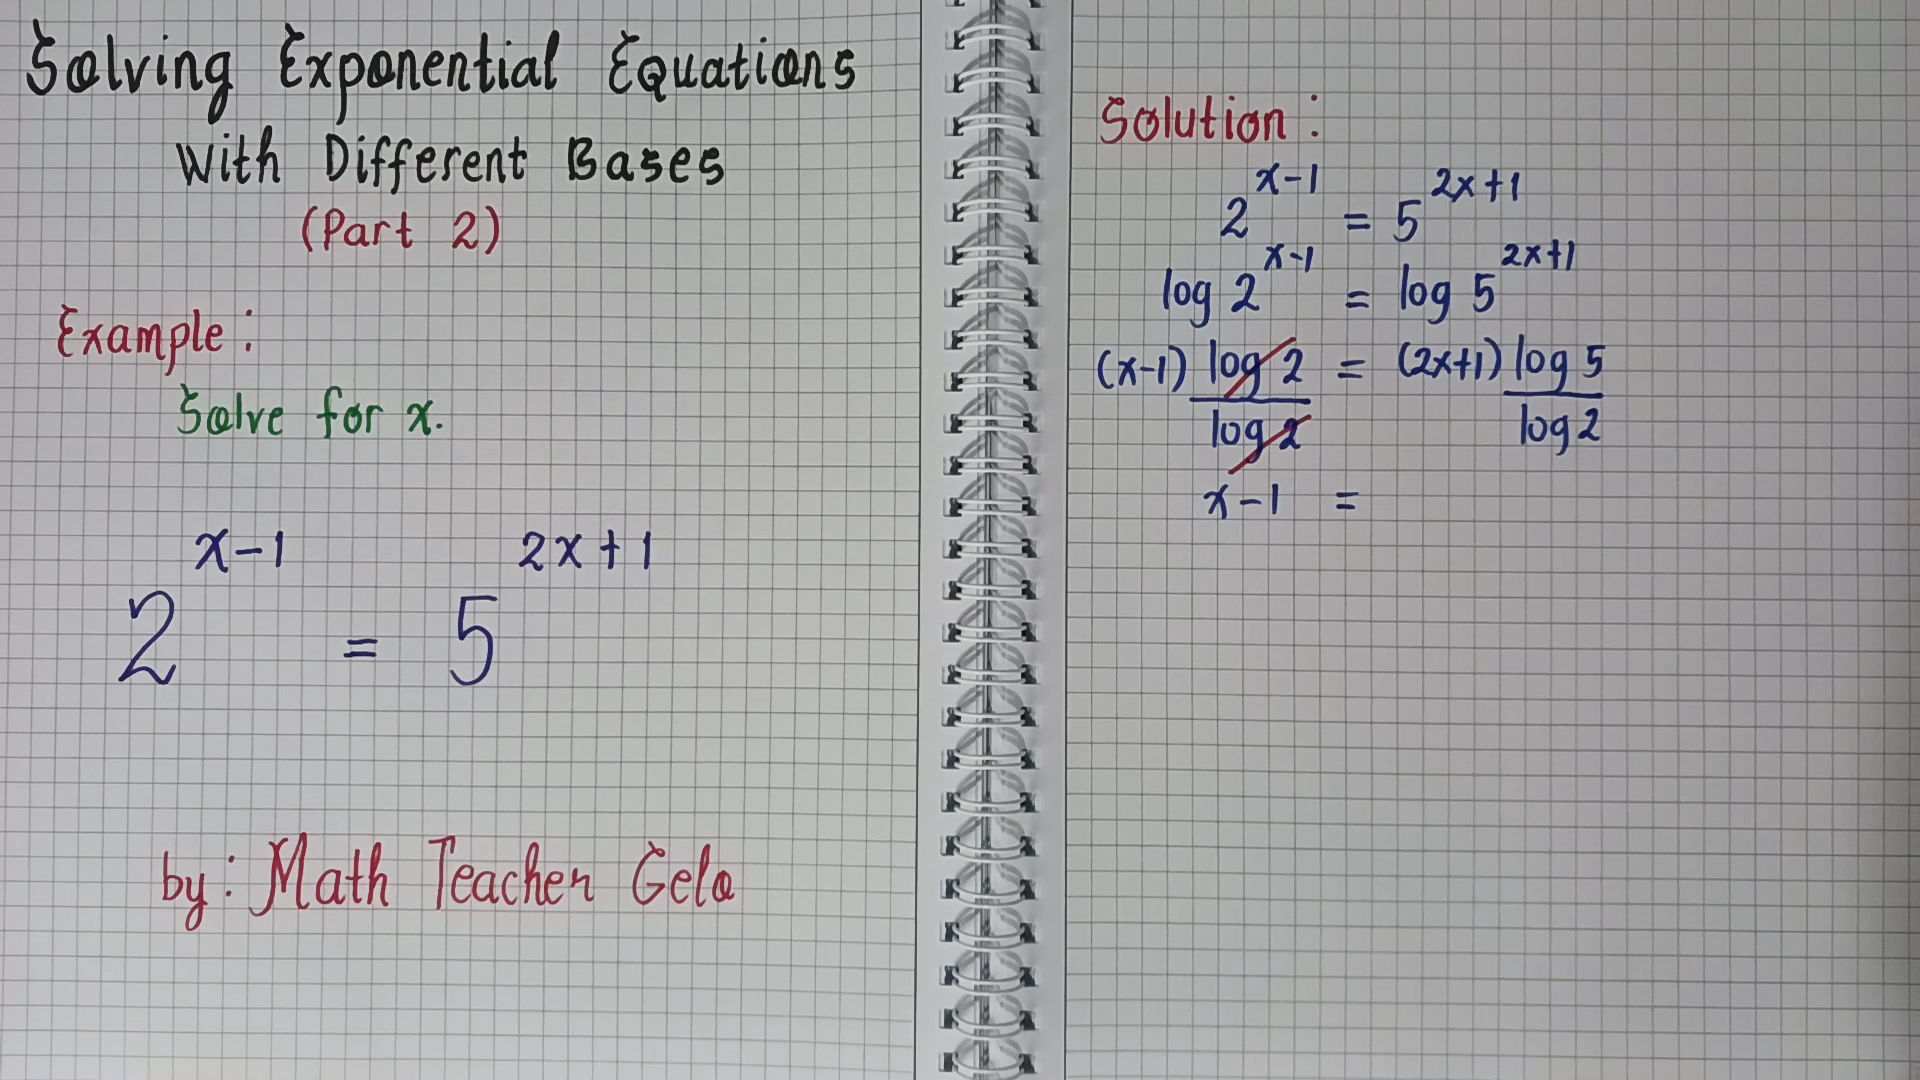 Solving Exponential Equations
With Different Bases
(Part 2)
Example:
Solve for x.
2^(x-1) = 5^(2x+1)
by: Math Teacher Gela
Solution:
2^(x-1) = 5^(2x+1)
log 2^(x-1) = log 5^(2x+1)
(x-1) log 2 / log 2 = (2x+1) log 5 / log 2
x-1 =